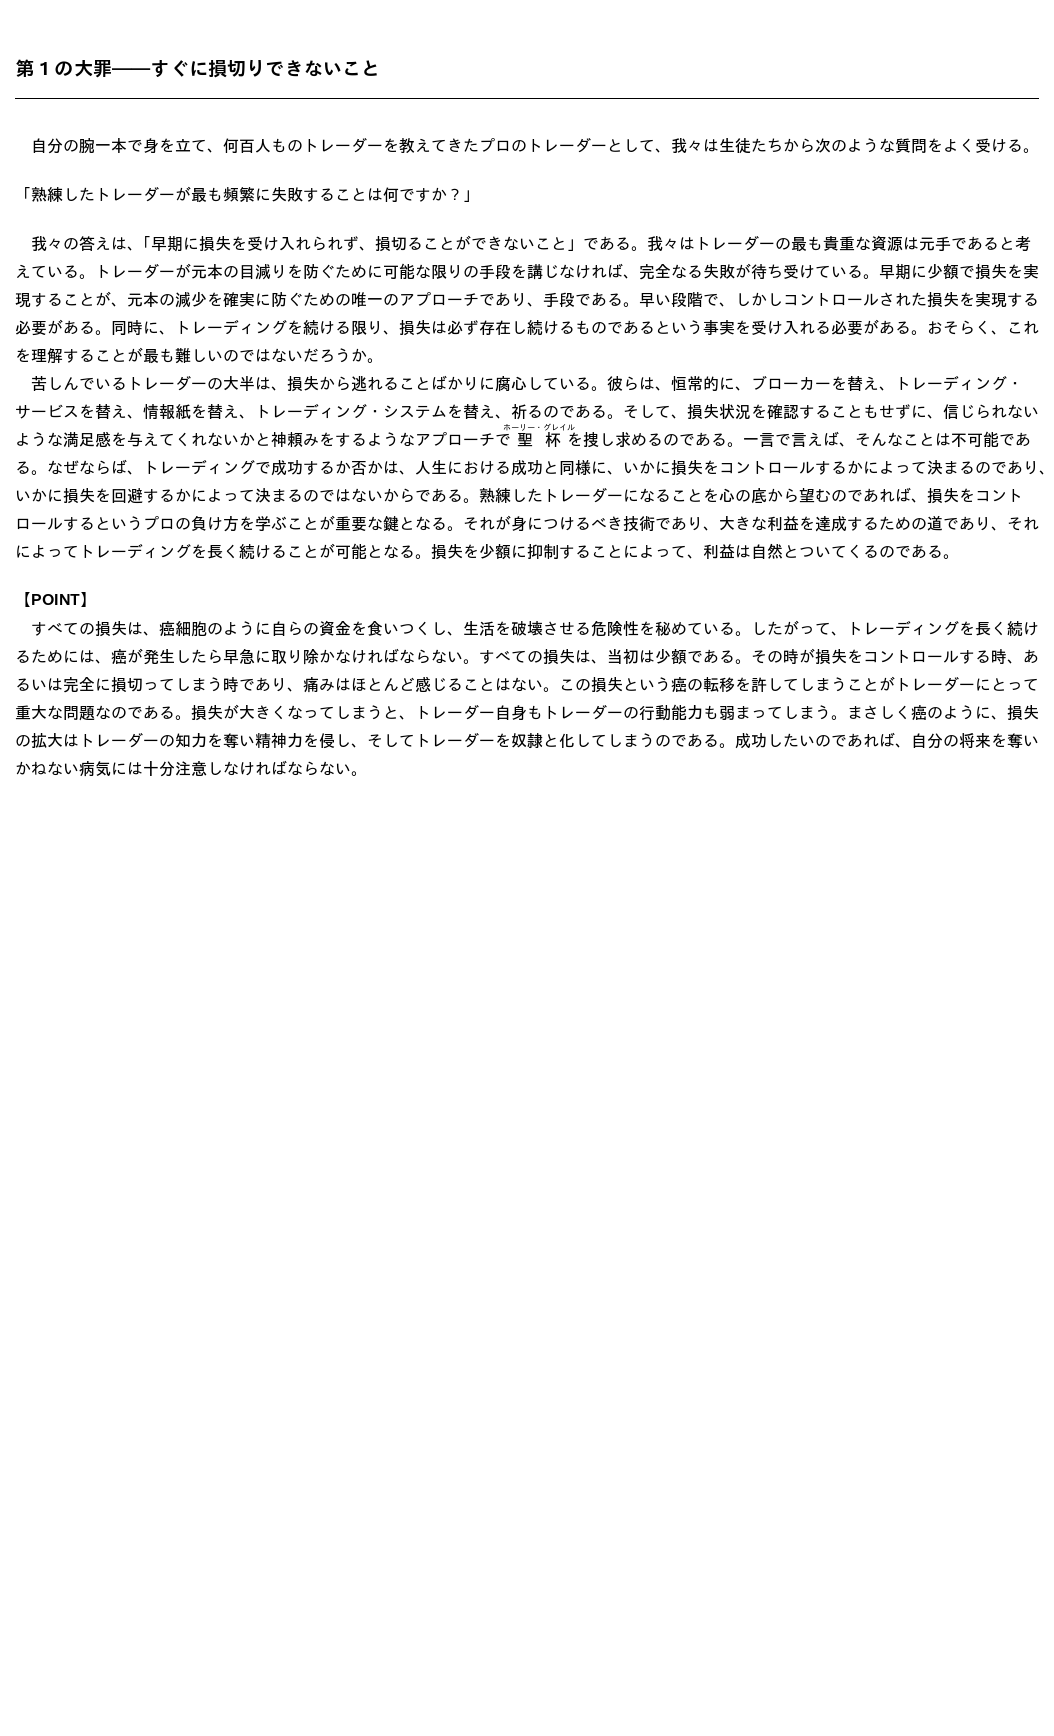 第１の大罪――すぐに損切りできないこと
　自分の腕一本で身を立て、何百人ものトレーダーを教えてきたプロのトレーダーとして、我々は生徒たちから次のような質問をよく受ける。
「熟練したトレーダーが最も頻繁に失敗することは何ですか？」
　我々の答えは、「早期に損失を受け入れられず、損切ることができないこと」である。我々はトレーダーの最も貴重な資源は元手であると考
えている。トレーダーが元本の目減りを防ぐために可能な限りの手段を講じなければ、完全なる失敗が待ち受けている。早期に少額で損失を実
現することが、元本の減少を確実に防ぐための唯一のアプローチであり、手段である。早い段階で、しかしコントロールされた損失を実現する
必要がある。同時に、トレーディングを続ける限り、損失は必ず存在し続けるものであるという事実を受け入れる必要がある。おそらく、これ
を理解することが最も難しいのではないだろうか。
　苦しんでいるトレーダーの大半は、損失から逃れることばかりに腐心している。彼らは、恒常的に、ブローカーを替え、トレーディング・
サービスを替え、情報紙を替え、トレーディング・システムを替え、祈るのである。そして、損失状況を確認することもせずに、信じられない
ホーリー・グレイル
ような満足感を与えてくれないかと神頼みをするようなアプローチで聖杯を捜し求めるのである。一言で言えば、そんなことは不可能であ
る。なぜならば、トレーディングで成功するか否かは、人生における成功と同様に、いかに損失をコントロールするかによって決まるのであり、
いかに損失を回避するかによって決まるのではないからである。熟練したトレーダーになることを心の底から望むのであれば、損失をコント
ロールするというプロの負け方を学ぶことが重要な鍵となる。それが身につけるべき技術であり、大きな利益を達成するための道であり、それ
によってトレーディングを長く続けることが可能となる。損失を少額に抑制することによって、利益は自然とついてくるのである。
【POINT】
　すべての損失は、癌細胞のように自らの資金を食いつくし、生活を破壊させる危険性を秘めている。したがって、トレーディングを長く続け
るためには、癌が発生したら早急に取り除かなければならない。すべての損失は、当初は少額である。その時が損失をコントロールする時、あ
るいは完全に損切ってしまう時であり、痛みはほとんど感じることはない。この損失という癌の転移を許してしまうことがトレーダーにとって
重大な問題なのである。損失が大きくなってしまうと、トレーダー自身もトレーダーの行動能力も弱まってしまう。まさしく癌のように、損失
の拡大はトレーダーの知力を奪い精神力を侵し、そしてトレーダーを奴隷と化してしまうのである。成功したいのであれば、自分の将来を奪い
かねない病気には十分注意しなければならない。